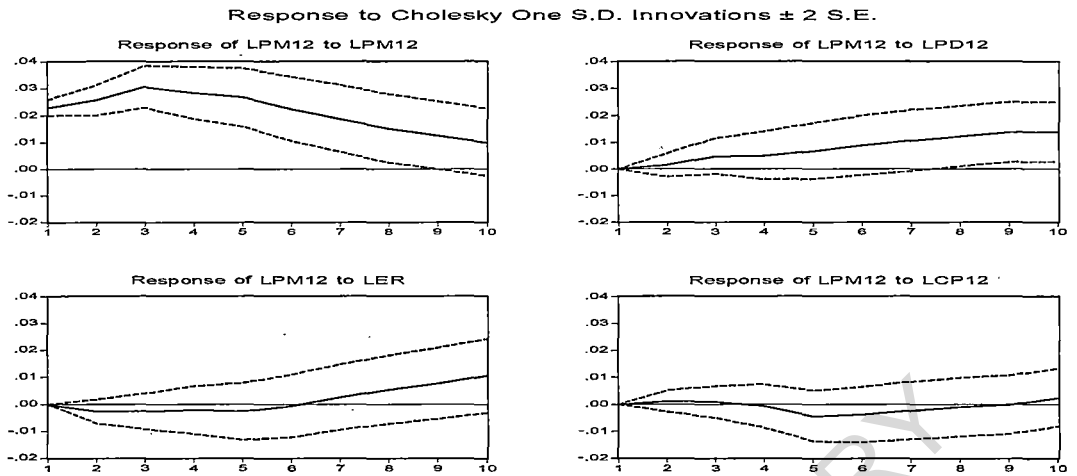 Response to Cholesky One S.D. Innovations ± 2 S.E.
Response of LPM12 to LPM12
.04
.03
.02
.01
.00
-.01
-.02
1 2 3 4 5 6 7 8 9 10
Response of LPM12 to LPD12
.04
.03
.02
.01
.00
-.01
-.02
1 2 3 4 5 6 7 8 9 10
Response of LPM12 to LER
.04
.03
.02
.01
.00
-.01
-.02
1 2 3 4 5 6 7 8 9 10
Response of LPM12 to LCP12
.04
.03
.02
.01
.00
-.01
-.02
1 2 3 4 5 6 7 8 9 10
RY